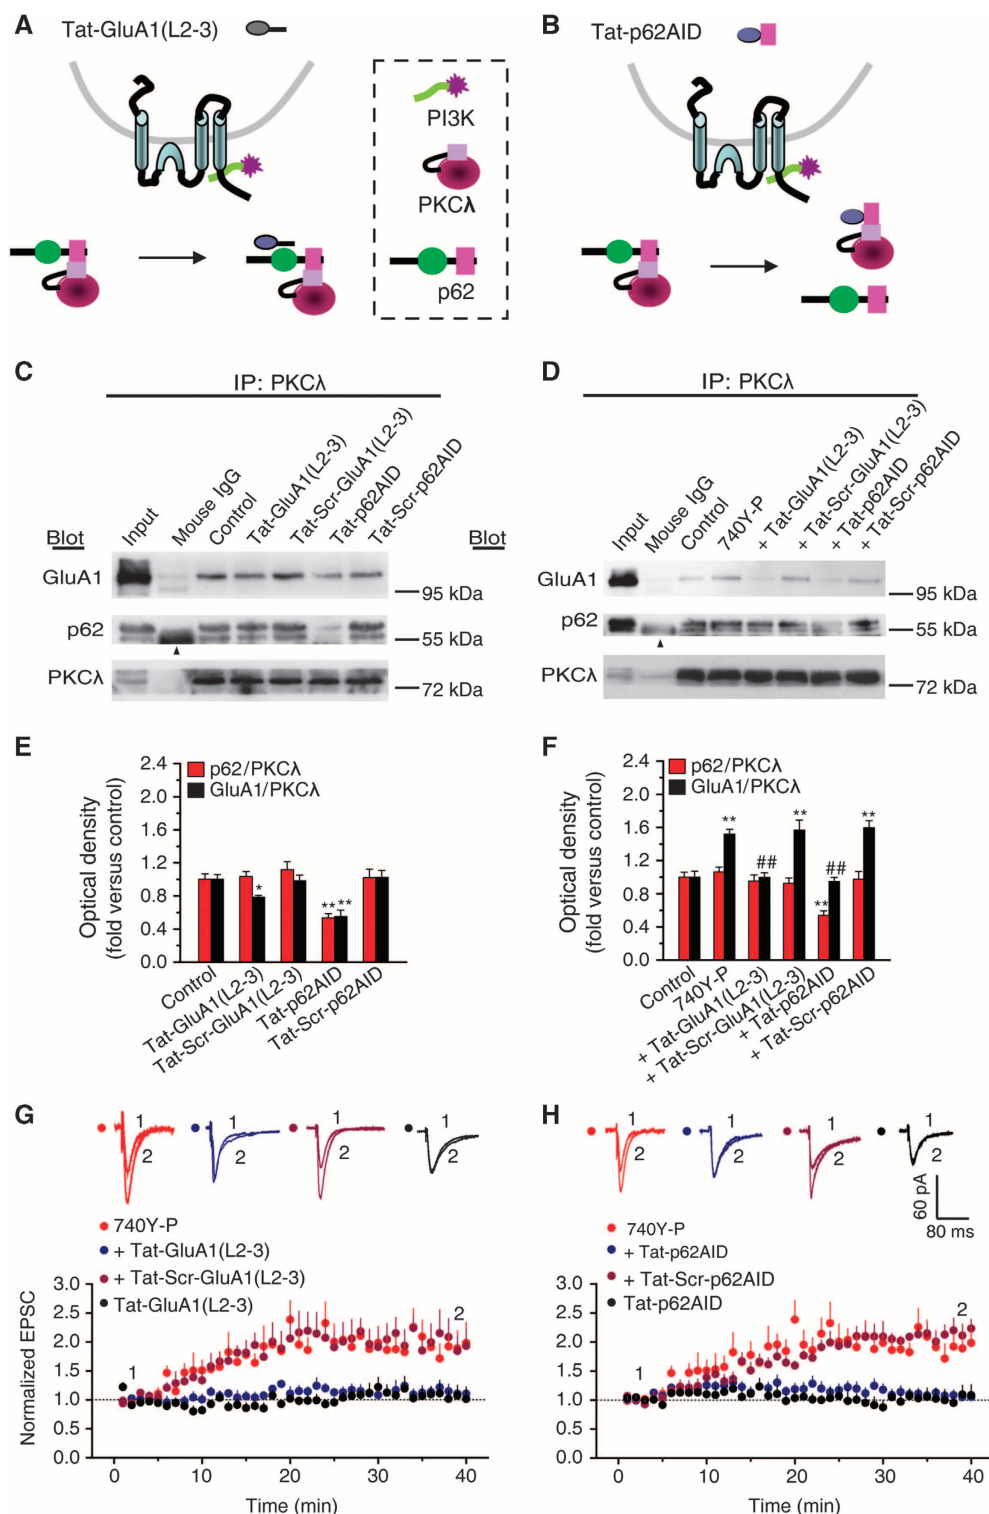 A Tat-GluA1(L2-3)
PI3K
PKCλ
p62
B Tat-p62AID
C
IP: PKCλ
Input
Mouse IgG
Control
Tat-GluA1(L2-3)
Tat-Scr-GluA1(L2-3)
Tat-p62AID
Tat-Scr-p62AID
Blot
GluA1
95 kDa
p62
55 kDa
PKCλ
72 kDa
D
IP: PKCλ
Input
Mouse IgG
Control
740Y-P
+ Tat-GluA1(L2-3)
+ Tat-Scr-GluA1(L2-3)
+ Tat-p62AID
+ Tat-Scr-p62AID
Blot
GluA1
95 kDa
p62
55 kDa
PKCλ
72 kDa
E
Optical density
(fold versus control)
2.4
2.0
1.6
1.2
0.8
0.4
0.0
p62/PKCλ
GluA1/PKCλ
*
** **
Control
Tat-GluA1(L2-3)
Tat-Scr-GluA1(L2-3)
Tat-p62AID
Tat-Scr-p62AID
F
Optical density
(fold versus control)
2.4
2.0
1.6
1.2
0.8
0.4
0.0
p62/PKCλ
GluA1/PKCλ
**
##
**
**
##
**
Control
740Y-P
+ Tat-GluA1(L2-3)
+ Tat-Scr-GluA1(L2-3)
+ Tat-p62AID
+ Tat-Scr-p62AID
G
1
2
1
2
1
2
1
2
740Y-P
+ Tat-GluA1(L2-3)
+ Tat-Scr-GluA1(L2-3)
Tat-GluA1(L2-3)
Normalized EPSC
3.0
2.5
2.0
1.5
1.0
0.5
0.0
1
2
0 10 20 30 40
Time (min)
H
1
2
1
2
1
2
1
2
60 pA
80 ms
740Y-P
+ Tat-p62AID
+ Tat-Scr-p62AID
Tat-p62AID
3.0
2.5
2.0
1.5
1.0
0.5
0.0
1
2
0 10 20 30 40
Time (min)